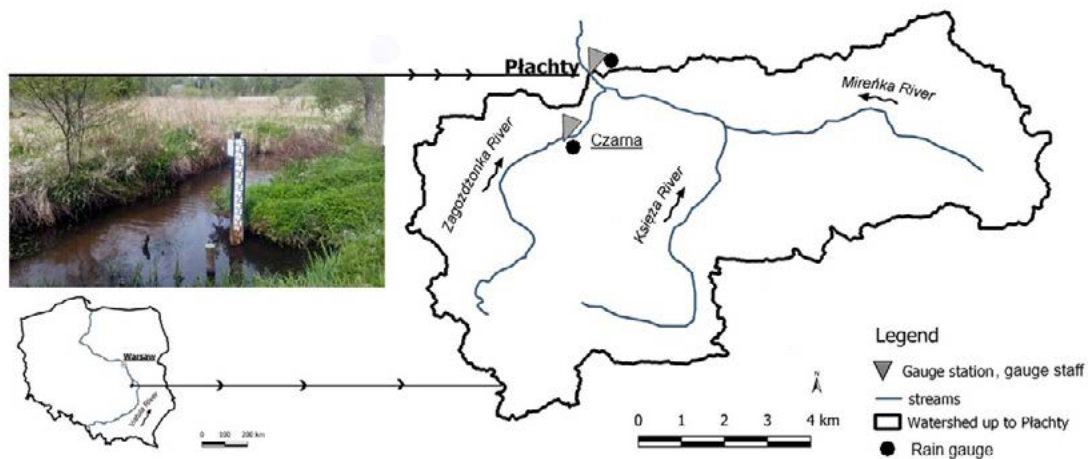 Płachty
Mireńka River
Zagożdżonka River
Czarna
Księża River
Warsaw
Vistula River
0 100 200 km
N
0 1 2 3 4 km
Legend
Gauge station, gauge staff
streams
Watershed up to Płachty
Rain gauge